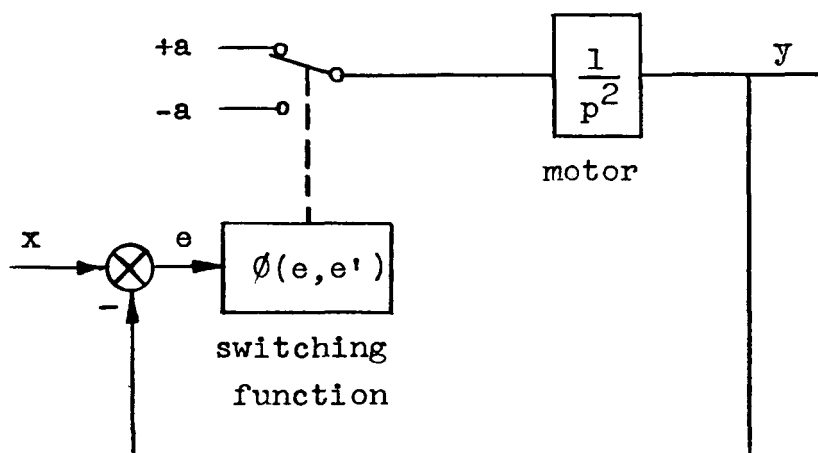 +a
-a
1
p²
y
motor
x
e
-
ø(e,e')
switching
function